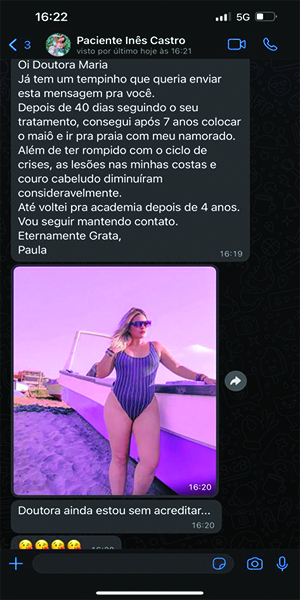 16:22
5G
52
3
Paciente Inês Castro
visto por último hoje às 16:21
Oi Doutora Maria
Já tem um tempinho que queria enviar
esta mensagem pra você.
Depois de 40 dias seguindo o seu
tratamento, consegui após 7 anos colocar
o maiô e ir pra praia com meu namorado.
Além de ter rompido com o ciclo de
crises, as lesões nas minhas costas e
couro cabeludo diminuíram
consideravelmente.
Até voltei pra academia depois de 4 anos.
Vou seguir mantendo contato.
Eternamente Grata,
Paula
16:19
16:20
Doutora ainda estou sem acreditar...
16:20